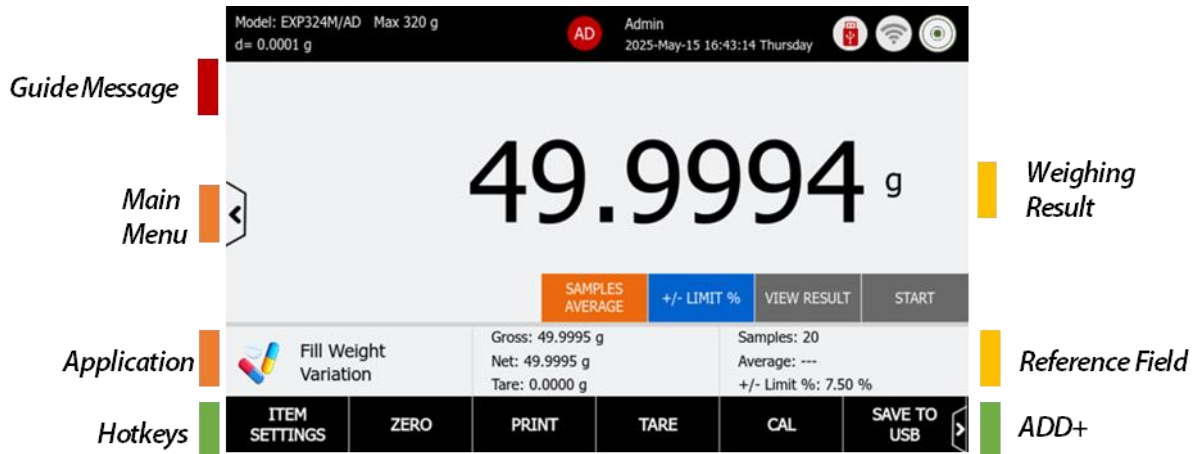 Model: EXP324M/AD Max 320 g
d= 0.0001 g
AD
Admin
2025-May-15 16:43:14 Thursday
Guide Message
49.9994 g
Weighing
Result
Main
Menu
SAMPLES
AVERAGE
+/- LIMIT %
VIEW RESULT
START
Application
Fill Weight
Variation
Gross: 49.9995 g
Net: 49.9995 g
Tare: 0.0000 g
Samples: 20
Average: ---
+/- Limit %: 7.50 %
Reference Field
Hotkeys
ITEM
SETTINGS
ZERO
PRINT
TARE
CAL
SAVE TO
USB
ADD+